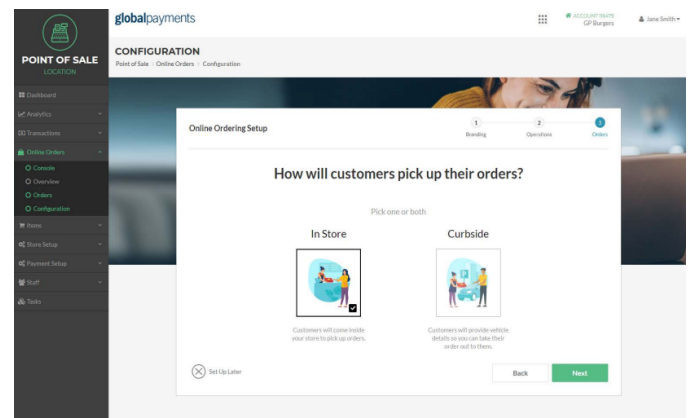 POINT OF SALE
LOCATION
Dashboard
Analytics
Transactions
Online Orders
Console
Overview
Orders
Configuration
Items
Store Setup
Payment Setup
Staff
Tasks
globalpayments
GP Burgers
Jane Smith
CONFIGURATION
Point of Sale > Online Orders > Configuration
Online Ordering Setup
1
Branding
2
Operations
3
Orders
How will customers pick up their orders?
Pick one or both
In Store
Curbside
Customers will come inside
your store to pick up orders.
Customers will provide vehicle
details so you can take their
order out to them.
Set Up Later
Back
Next